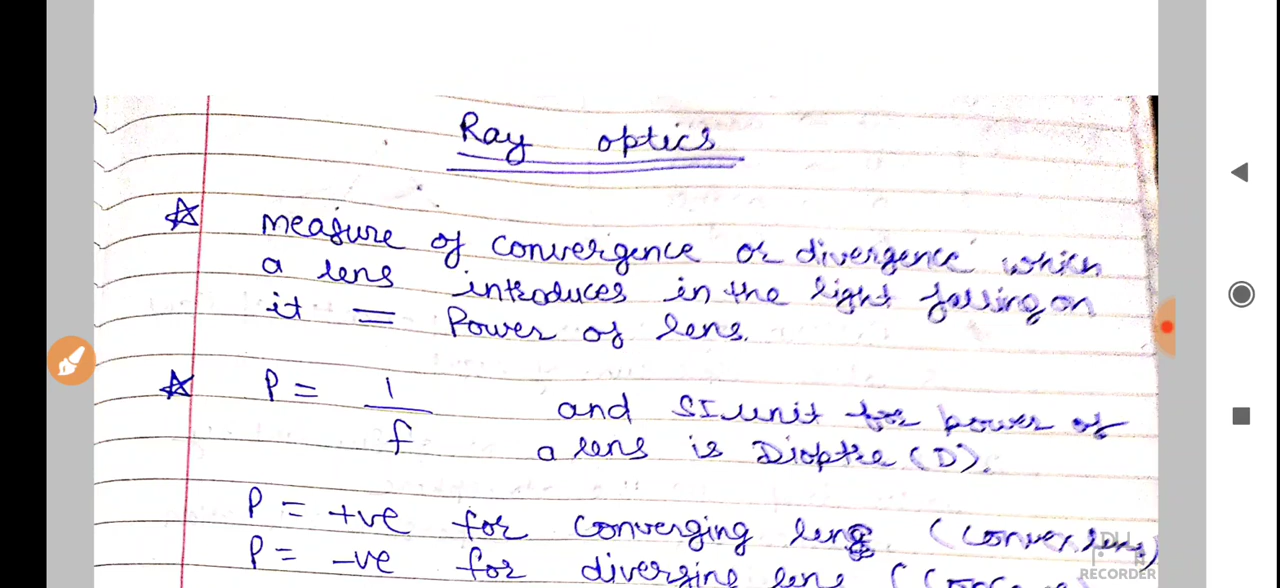 Ray optics
☆ measure of convergence or divergence which
a lens introduces in the light falling on
it = Power of lens.
☆ P = 1/f and SI unit for power of
a lens is Dioptre (D).
P = +ve for converging lens (convex lens)
P = -ve for diverging lens (
DU
RECORDER